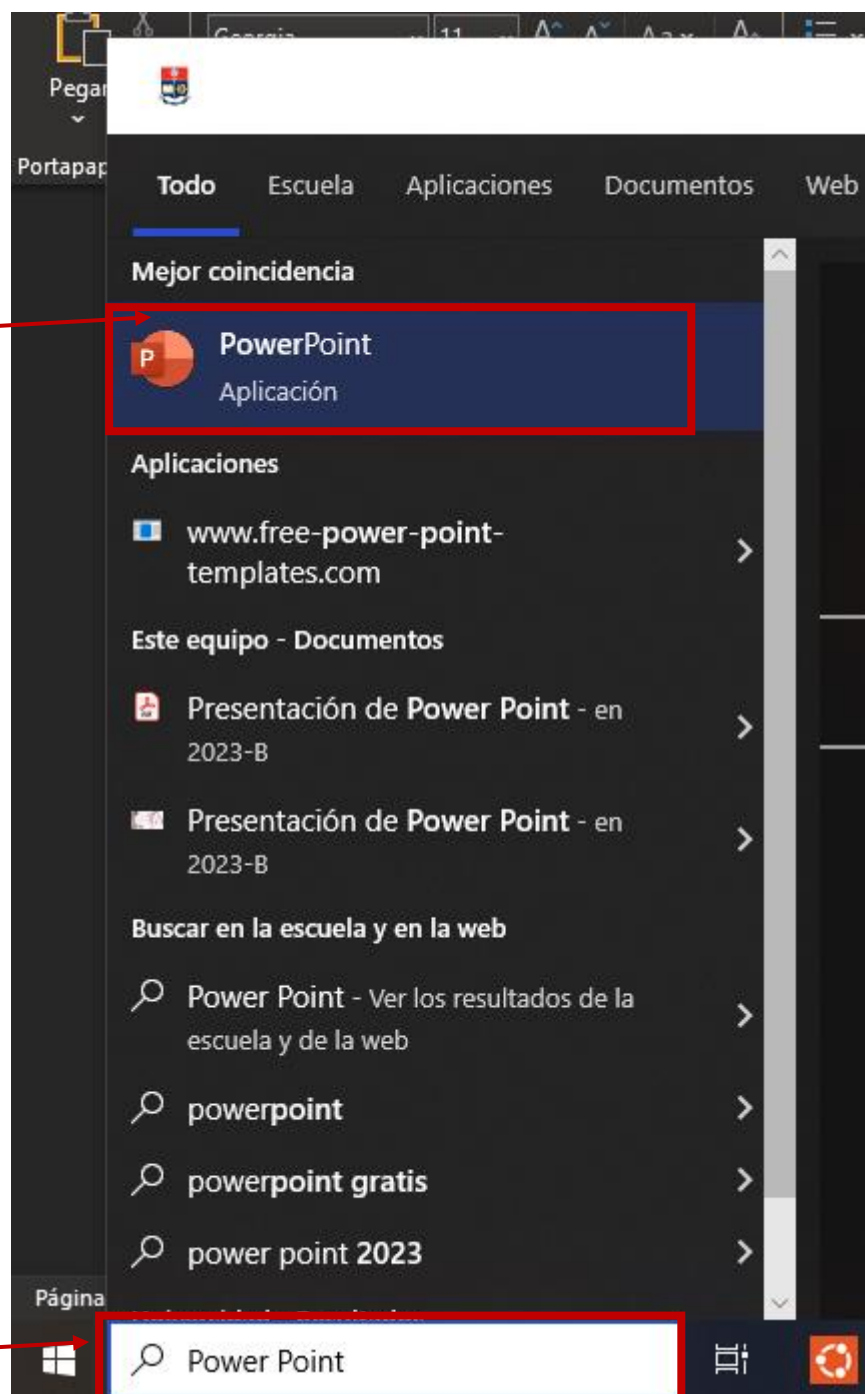 Georgia
11
Pegar
Portapap
Todo Escuela Aplicaciones Documentos Web
Mejor coincidencia
PowerPoint
Aplicación
Aplicaciones
www.free-power-point-
templates.com
Este equipo - Documentos
Presentación de Power Point - en
2023-B
Presentación de Power Point - en
2023-B
Buscar en la escuela y en la web
Power Point - Ver los resultados de la
escuela y de la web
powerpoint
powerpoint gratis
power point 2023
Página
Power Point